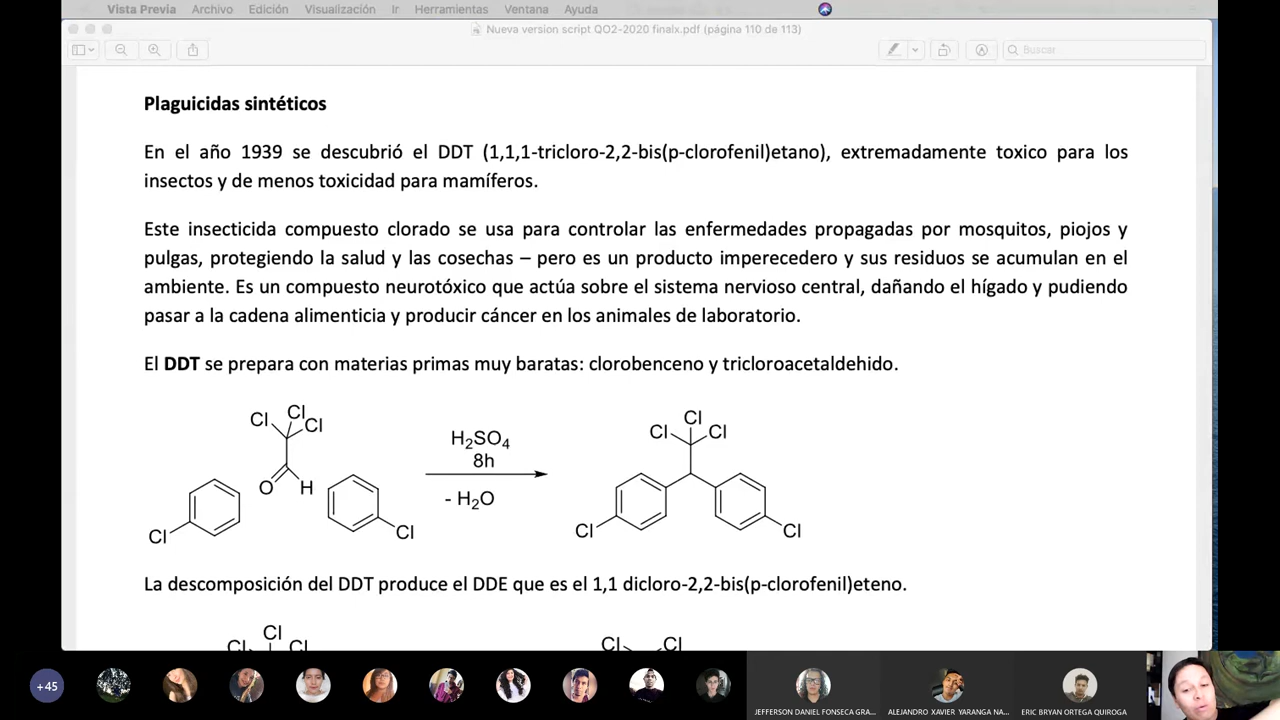 Vista Previa Archivo Edición Visualización Ir Herramientas Ventana Ayuda
Nueva version script QO2-2020 finalx.pdf (página 110 de 113)
Buscar
Plaguicidas sintéticos
En el año 1939 se descubrió el DDT (1,1,1-tricloro-2,2-bis(p-clorofenil)etano), extremadamente toxico para los
insectos y de menos toxicidad para mamíferos.
Este insecticida compuesto clorado se usa para controlar las enfermedades propagadas por mosquitos, piojos y
pulgas, protegiendo la salud y las cosechas – pero es un producto imperecedero y sus residuos se acumulan en el
ambiente. Es un compuesto neurotóxico que actúa sobre el sistema nervioso central, dañando el hígado y pudiendo
pasar a la cadena alimenticia y producir cáncer en los animales de laboratorio.
El DDT se prepara con materias primas muy baratas: clorobenceno y tricloroacetaldehido.
Cl Cl Cl
O H
Cl Cl
H2SO4
8h
- H2O
Cl
Cl Cl
Cl Cl
La descomposición del DDT produce el DDE que es el 1,1 dicloro-2,2-bis(p-clorofenil)eteno.
Cl
Cl Cl Cl Cl
+45
JEFFERSON DANIEL FONSECA GRA... ALEJANDRO XAVIER YARANGA NA... ERIC BRYAN ORTEGA QUIROGA